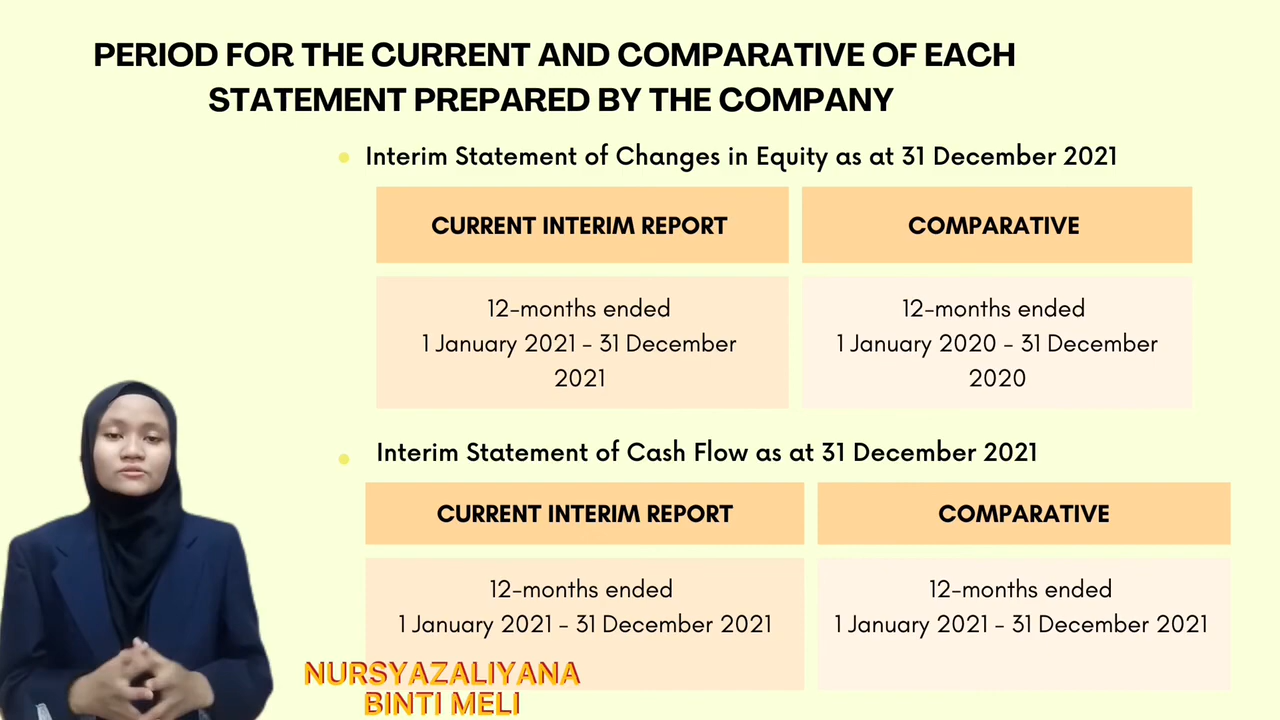 PERIOD FOR THE CURRENT AND COMPARATIVE OF EACH
STATEMENT PREPARED BY THE COMPANY
Interim Statement of Changes in Equity as at 31 December 2021
CURRENT INTERIM REPORT
COMPARATIVE
12-months ended
1 January 2021 - 31 December
2021
12-months ended
1 January 2020 - 31 December
2020
Interim Statement of Cash Flow as at 31 December 2021
CURRENT INTERIM REPORT
COMPARATIVE
12-months ended
1 January 2021 - 31 December 2021
12-months ended
1 January 2021 - 31 December 2021
NURSYAZALIYANA
BINTI MELI